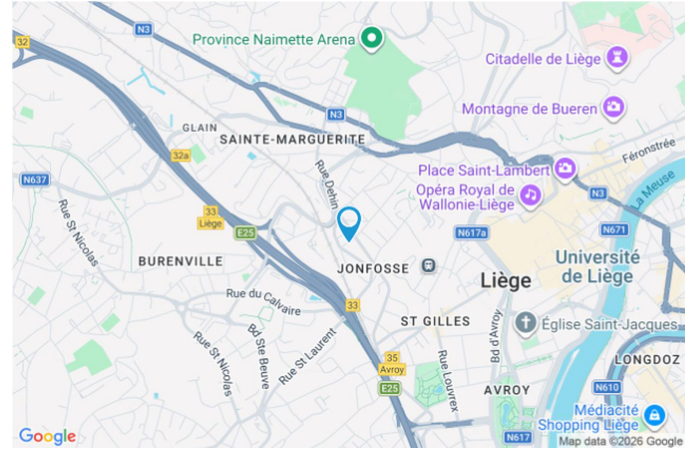 N3
32
Province Naimette Arena
Citadelle de Liège
Montagne de Bueren
N3
GLAIN
SAINTE-MARGUERITE
32a
Féronstrée
N637
Rue Dehin
Place Saint-Lambert
Opéra Royal de
Wallonie-Liège
N3
La Meuse
33
Liège
E25
N617a
N671
Rue St Nicolas
BURENVILLE
JONFOSSE
Université
de Liège
Liège
Rue du Calvaire
33
ST GILLES
Bd d'Avroy
Église Saint-Jacques
Rue St Nicolas
Bd Ste Beuve
Rue St Laurent
35
Avroy
E25
Rue Louvrex
AVROY
LONGDOZ
N610
Médiacité
Shopping Liège
N617
Google
Map data ©2026 Google